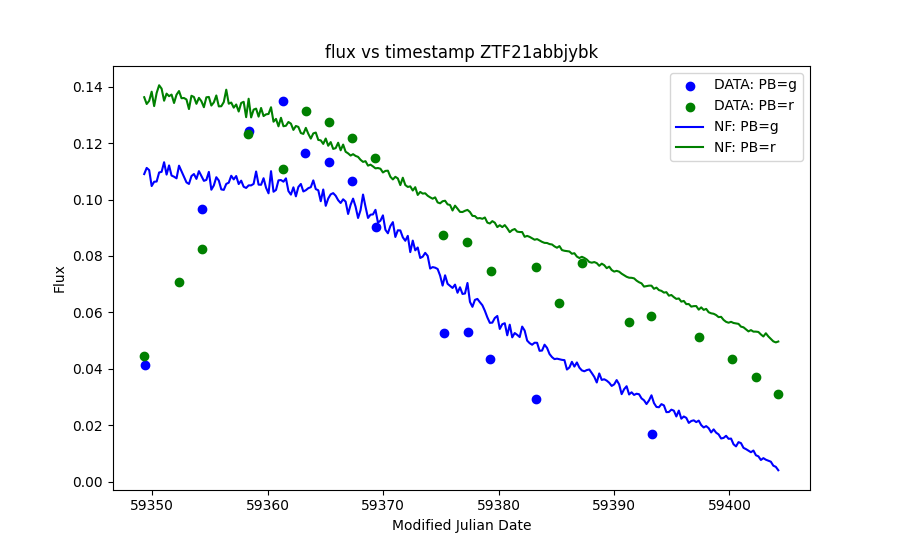 flux vs timestamp ZTF21abbjybk
DATA: PB=g
DATA: PB=r
NF: PB=g
NF: PB=r
0.14
0.12
0.10
0.08
0.06
0.04
0.02
0.00
Flux
59350
59360
59370
59380
59390
59400
Modified Julian Date